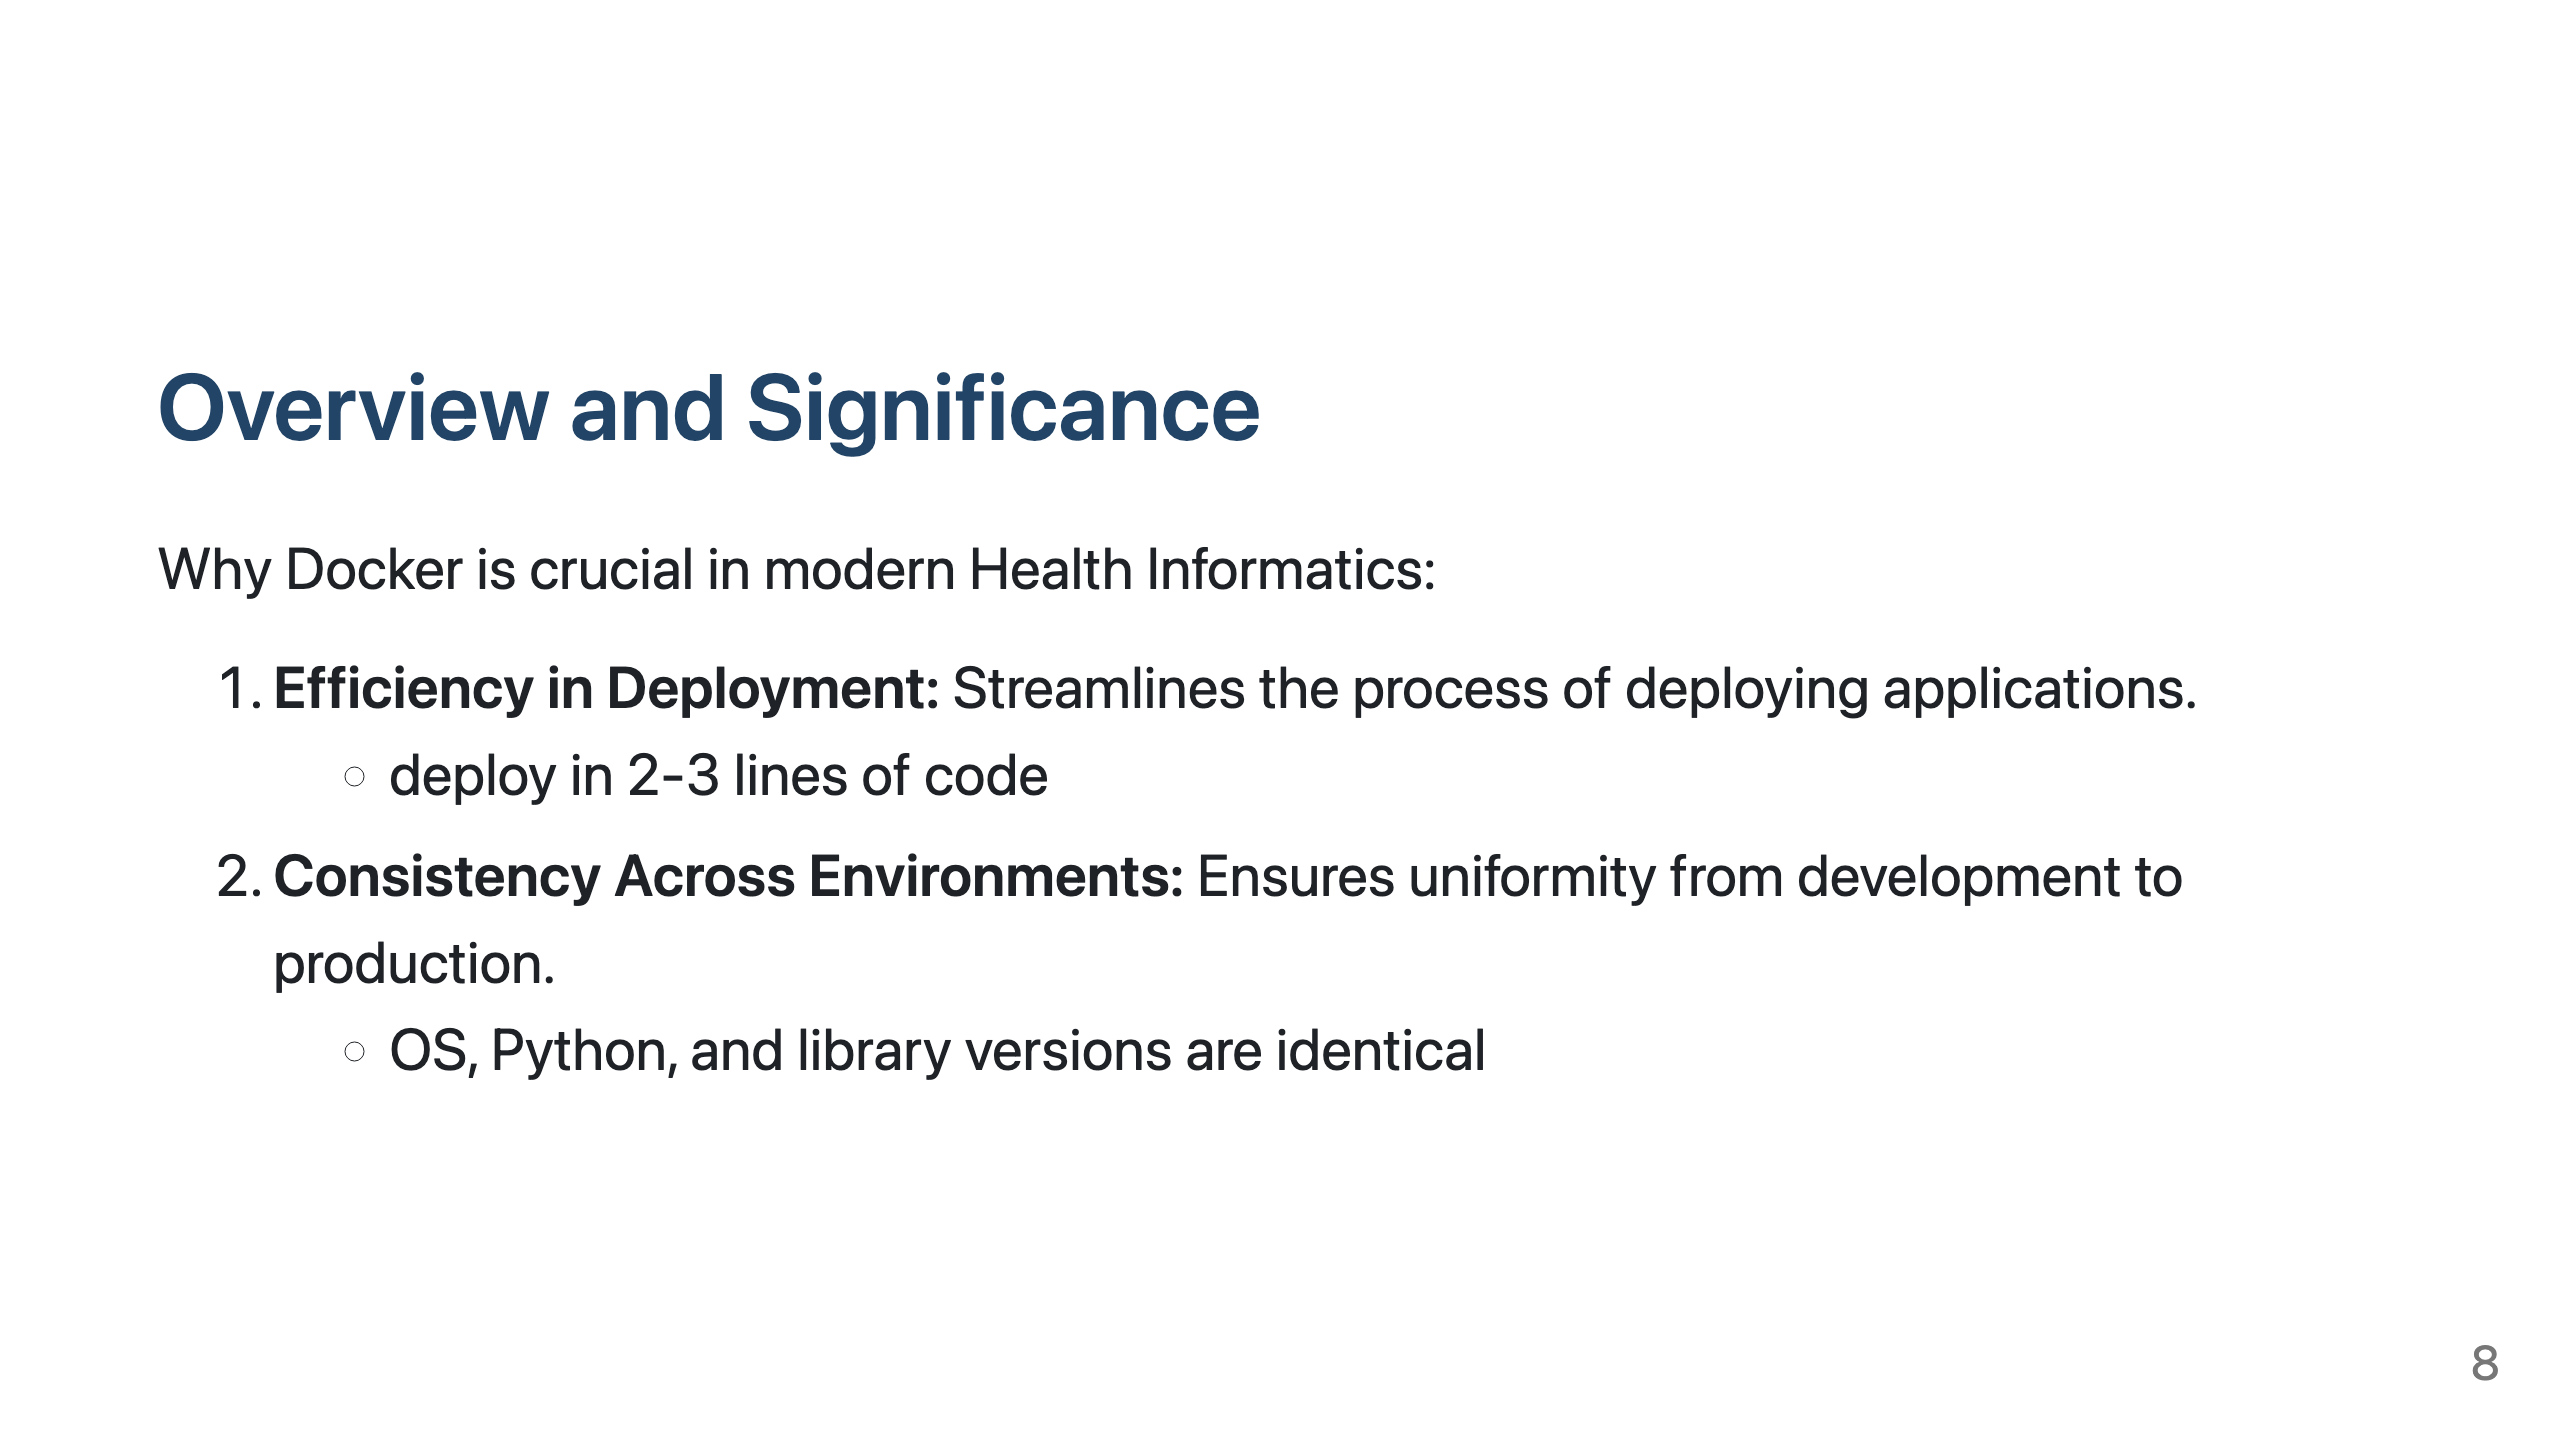 Overview and Significance
Why Docker is crucial in modern Health Informatics:
1. Efficiency in Deployment: Streamlines the process of deploying applications.
○ deploy in 2-3 lines of code
2. Consistency Across Environments: Ensures uniformity from development to
production.
○ OS, Python, and library versions are identical
8